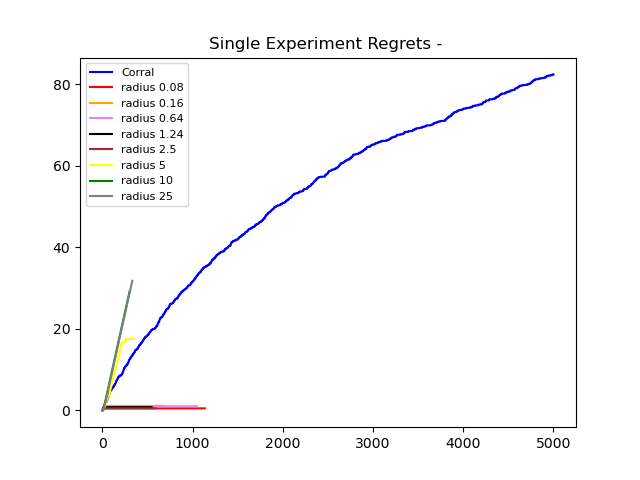 Single Experiment Regrets -
Corral
radius 0.08
radius 0.16
radius 0.64
radius 1.24
radius 2.5
radius 5
radius 10
radius 25
80
60
40
20
0
0 1000 2000 3000 4000 5000